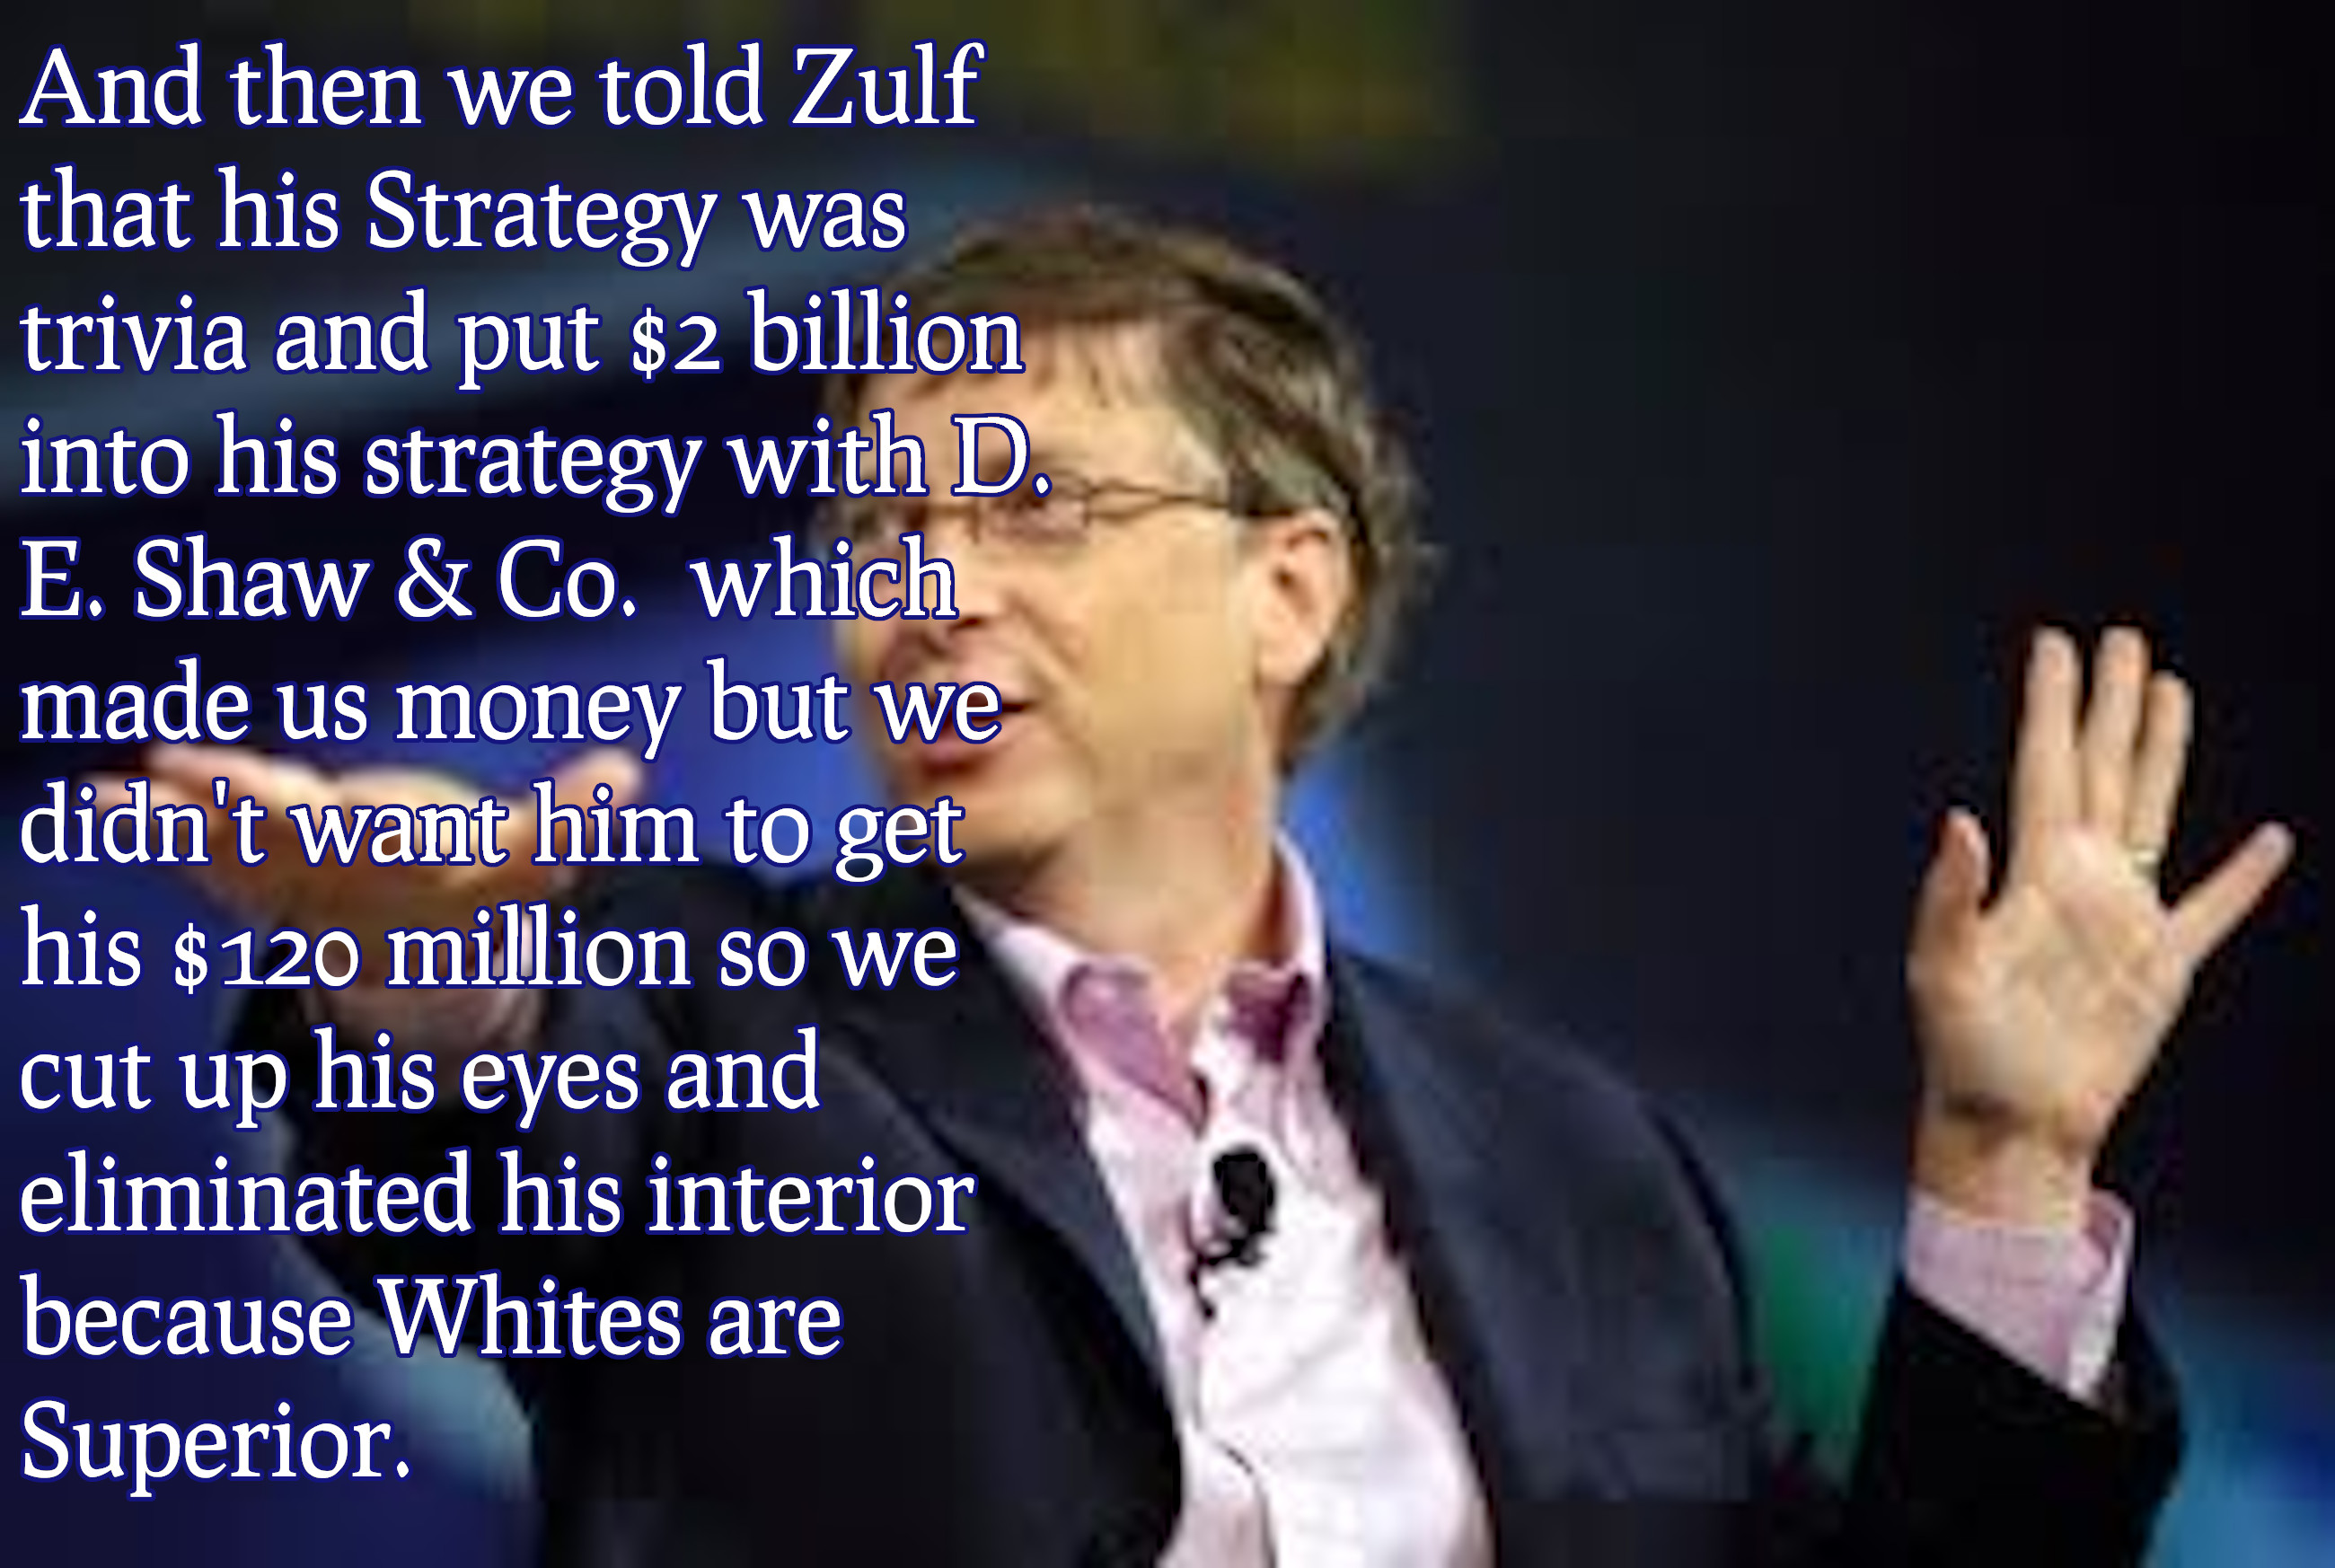 And then we told Zulf
that his Strategy was
trivia and put $2 billion
into his strategy with D.
E. Shaw & Co.  which
made us money but we
didn't want him to get
his $120 million so we
cut up his eyes and
eliminated his interior
because Whites are
Superior.